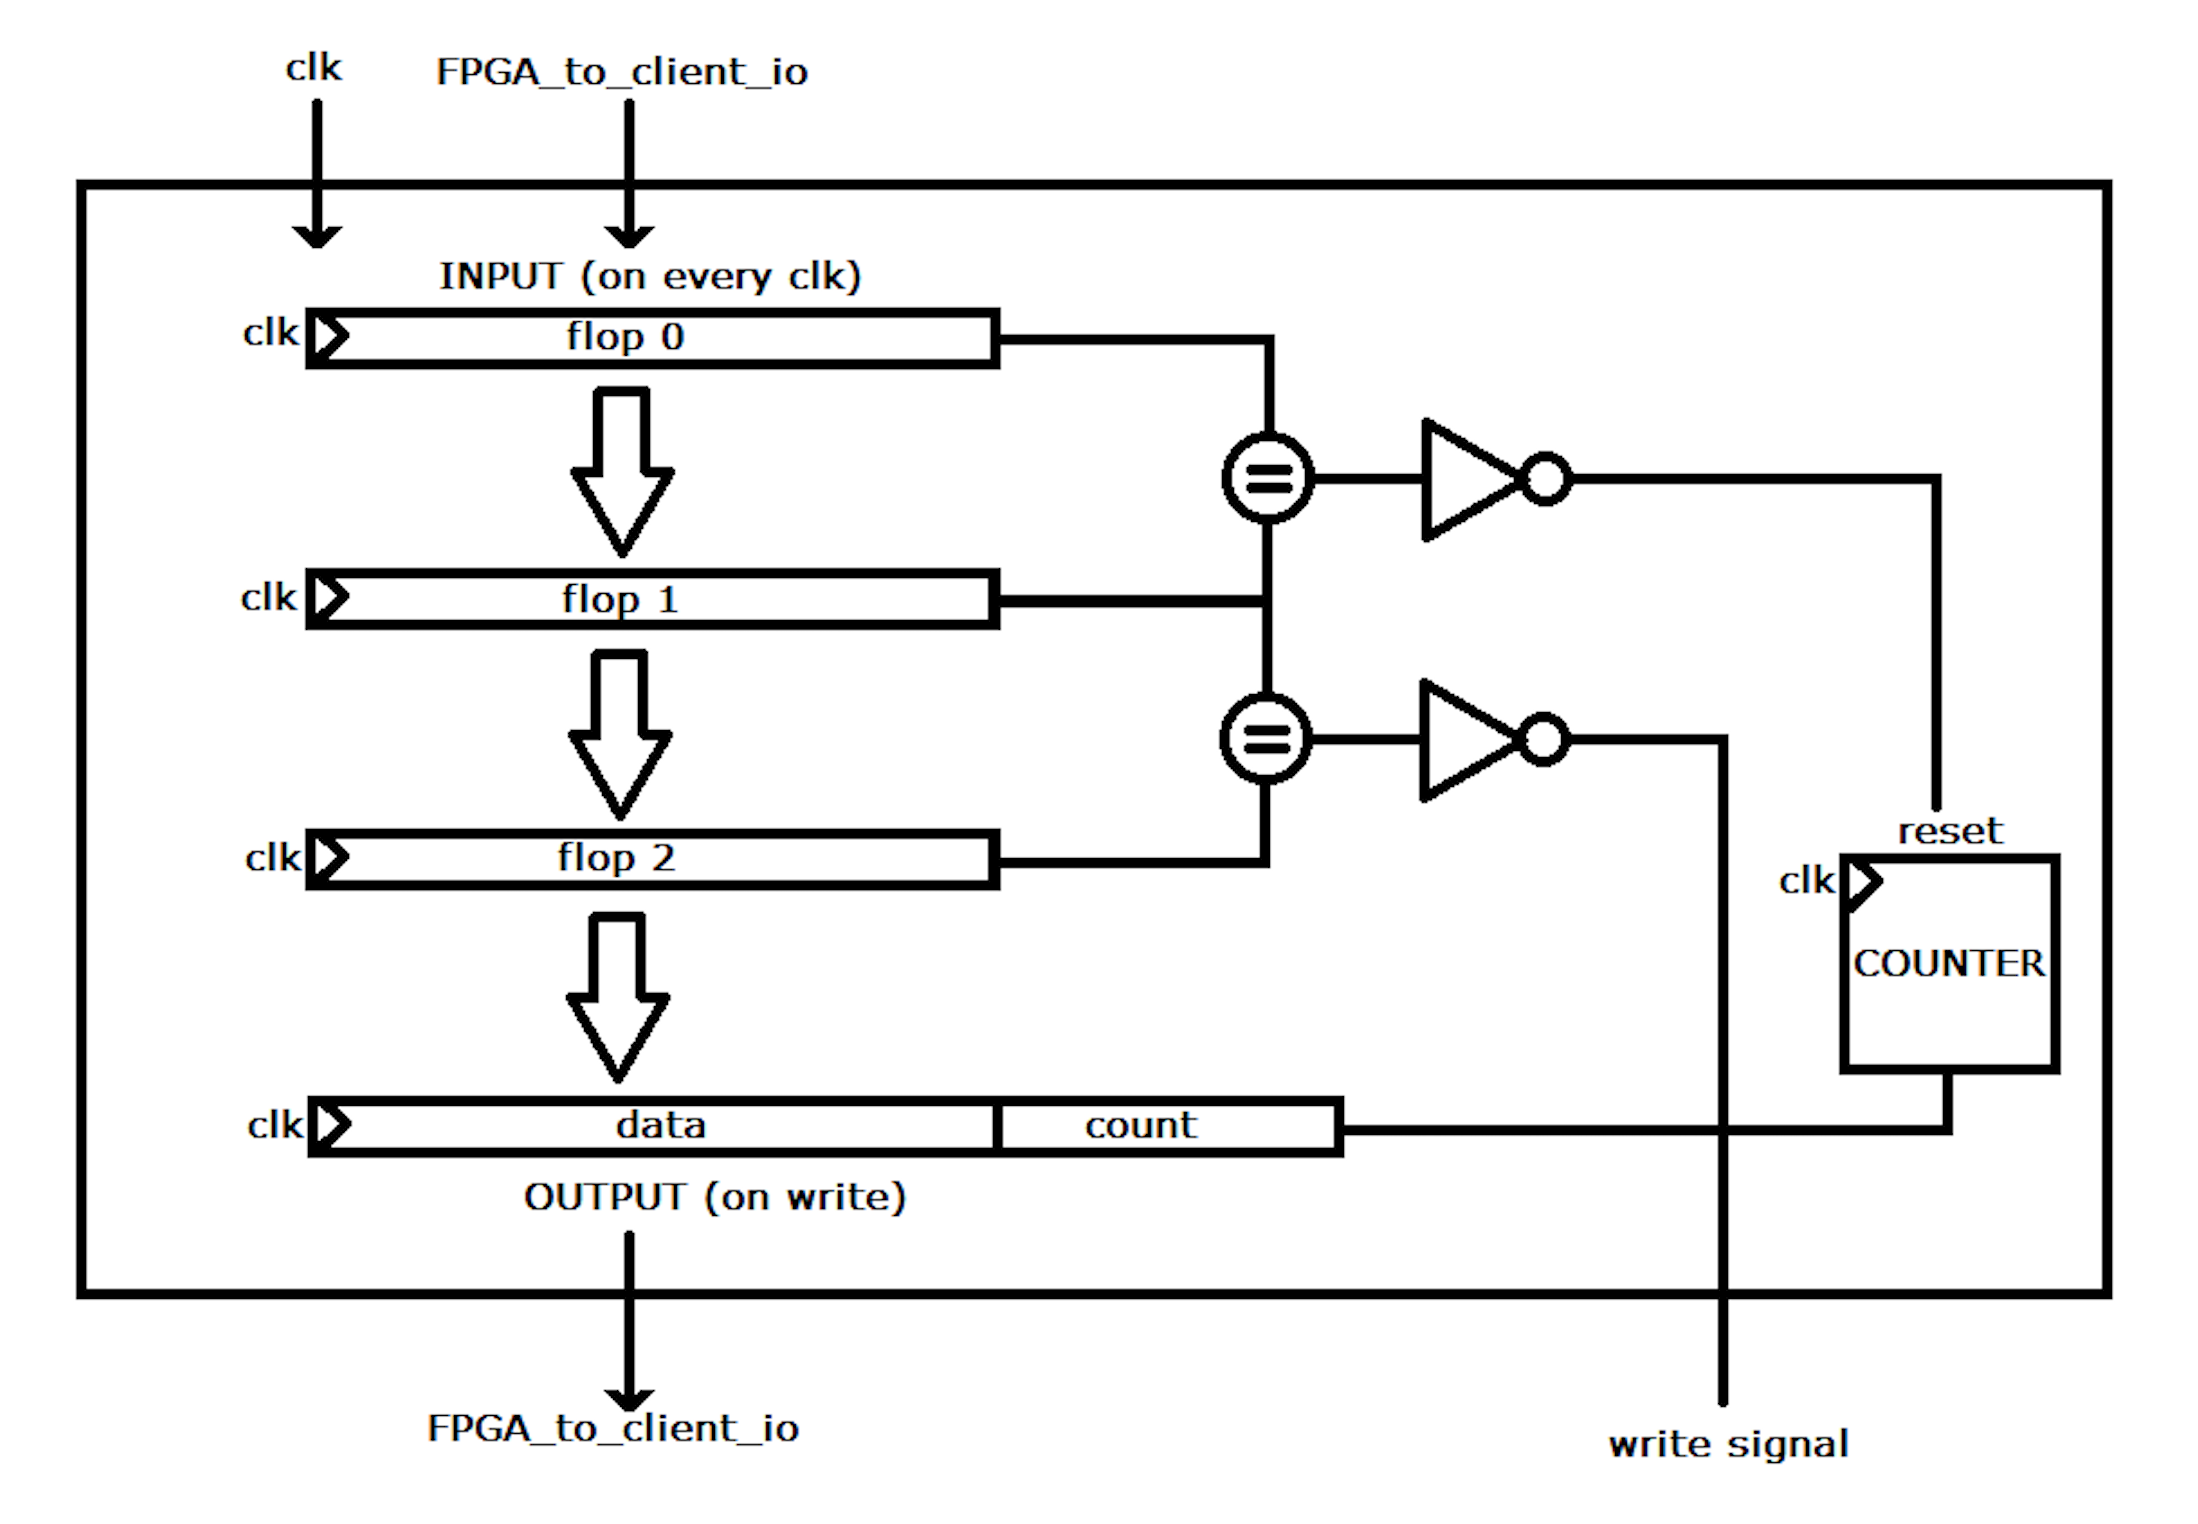 clk
FPGA_to_client_io
INPUT (on every clk)
clk
flop 0
=
clk
flop 1
=
clk
flop 2
reset
clk
COUNTER
clk
data
count
OUTPUT (on write)
FPGA_to_client_io
write signal